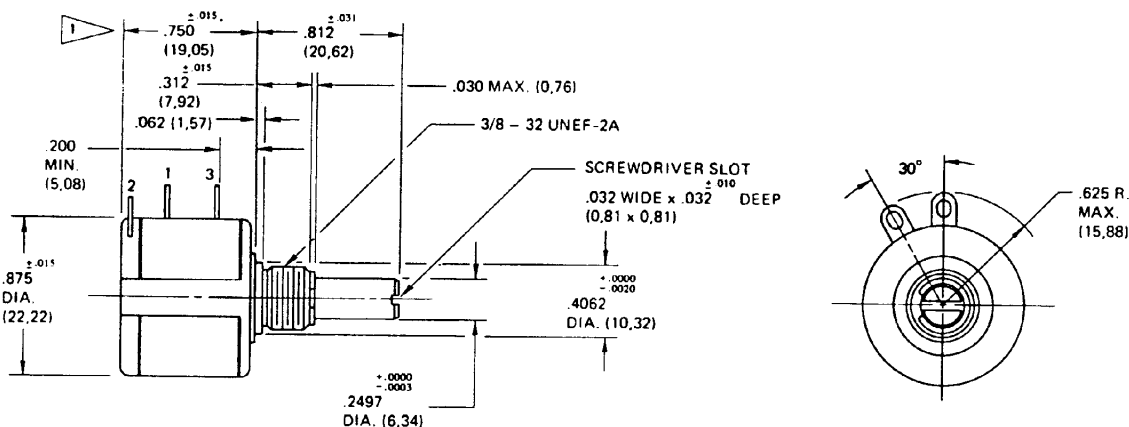 1
± .015.
.750
(19,05)
± .031
.812
(20,62)
± .015
.312
(7,92)
.030 MAX. (0,76)
.062 (1,57)
3/8 – 32 UNEF-2A
.200
MIN.
(5,08)
2
1
3
SCREWDRIVER SLOT
.032 WIDE x .032 ± .010 DEEP
(0,81 x 0,81)
± .015
.875
DIA.
(22,22)
+.0000
-.0020
.4062
DIA. (10,32)
+.0000
-.0003
.2497
DIA. (6,34)
30°
.625 R.
MAX.
(15,88)